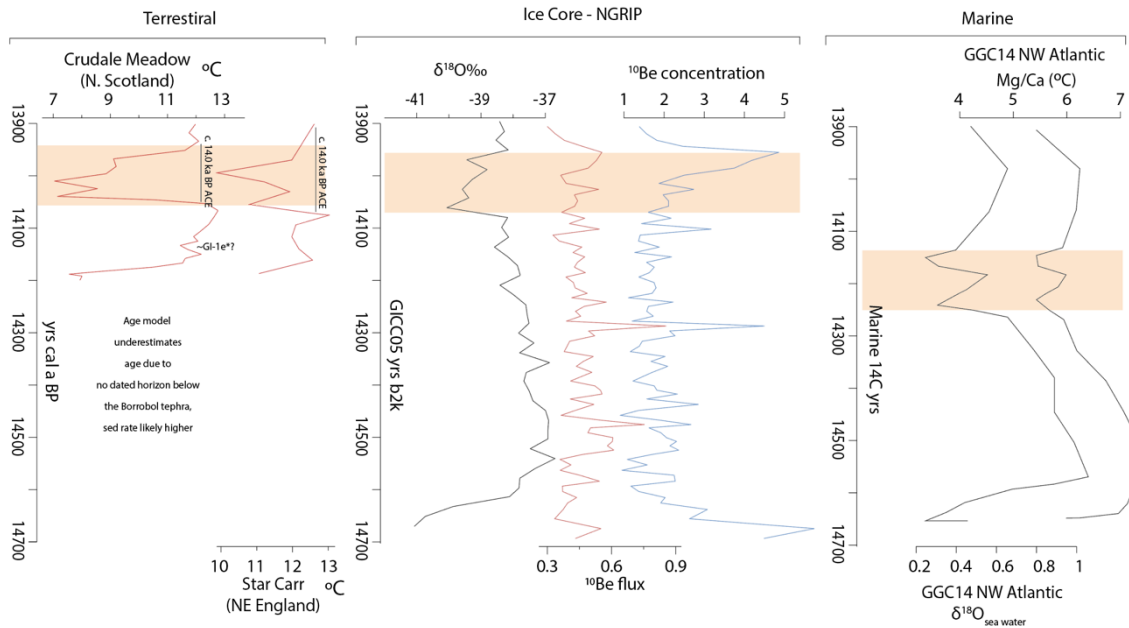 Terrestiral
Ice Core - NGRIP
Marine
Crudale Meadow
(N. Scotland)
ºC
7 9 11 13
δ¹⁸O‰
-41 -39 -37
¹⁰Be concentration
1 2 3 4 5
GGC14 NW Atlantic
Mg/Ca (ºC)
4 5 6 7
13900
14100
14300
14500
14700
yrs cal a BP
c. 14.0 ka BP ACE
c. 14.0 ka BP ACE
~GI-1e*?
Age model
underestimates
age due to
no dated horizon below
the Borrobol tephra,
sed rate likely higher
10 11 12 13
Star Carr
(NE England)
ºC
13900
14100
14300
14500
14700
GICC05 yrs b2k
0.3 0.6 0.9
¹⁰Be flux
13900
14100
14300
14500
14700
Marine 14C yrs
0.2 0.4 0.6 0.8 1
GGC14 NW Atlantic
δ¹⁸O sea water